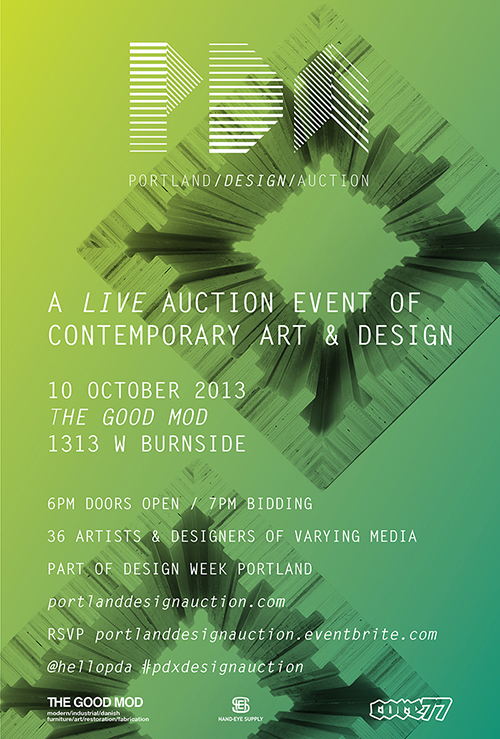 PDA
PORTLAND/DESIGN/AUCTION
A LIVE AUCTION EVENT OF
CONTEMPORARY ART & DESIGN
10 OCTOBER 2013
THE GOOD MOD
1313 W BURNSIDE
6PM DOORS OPEN / 7PM BIDDING
36 ARTISTS & DESIGNERS OF VARYING MEDIA
PART OF DESIGN WEEK PORTLAND
portlanddesignauction.com
RSVP portlanddesignauction.eventbrite.com
@hellopda #pdxdesignauction
THE GOOD MOD
modern/industrial/danish
furniture/art/restoration/fabrication
HAND-EYE SUPPLY
core77